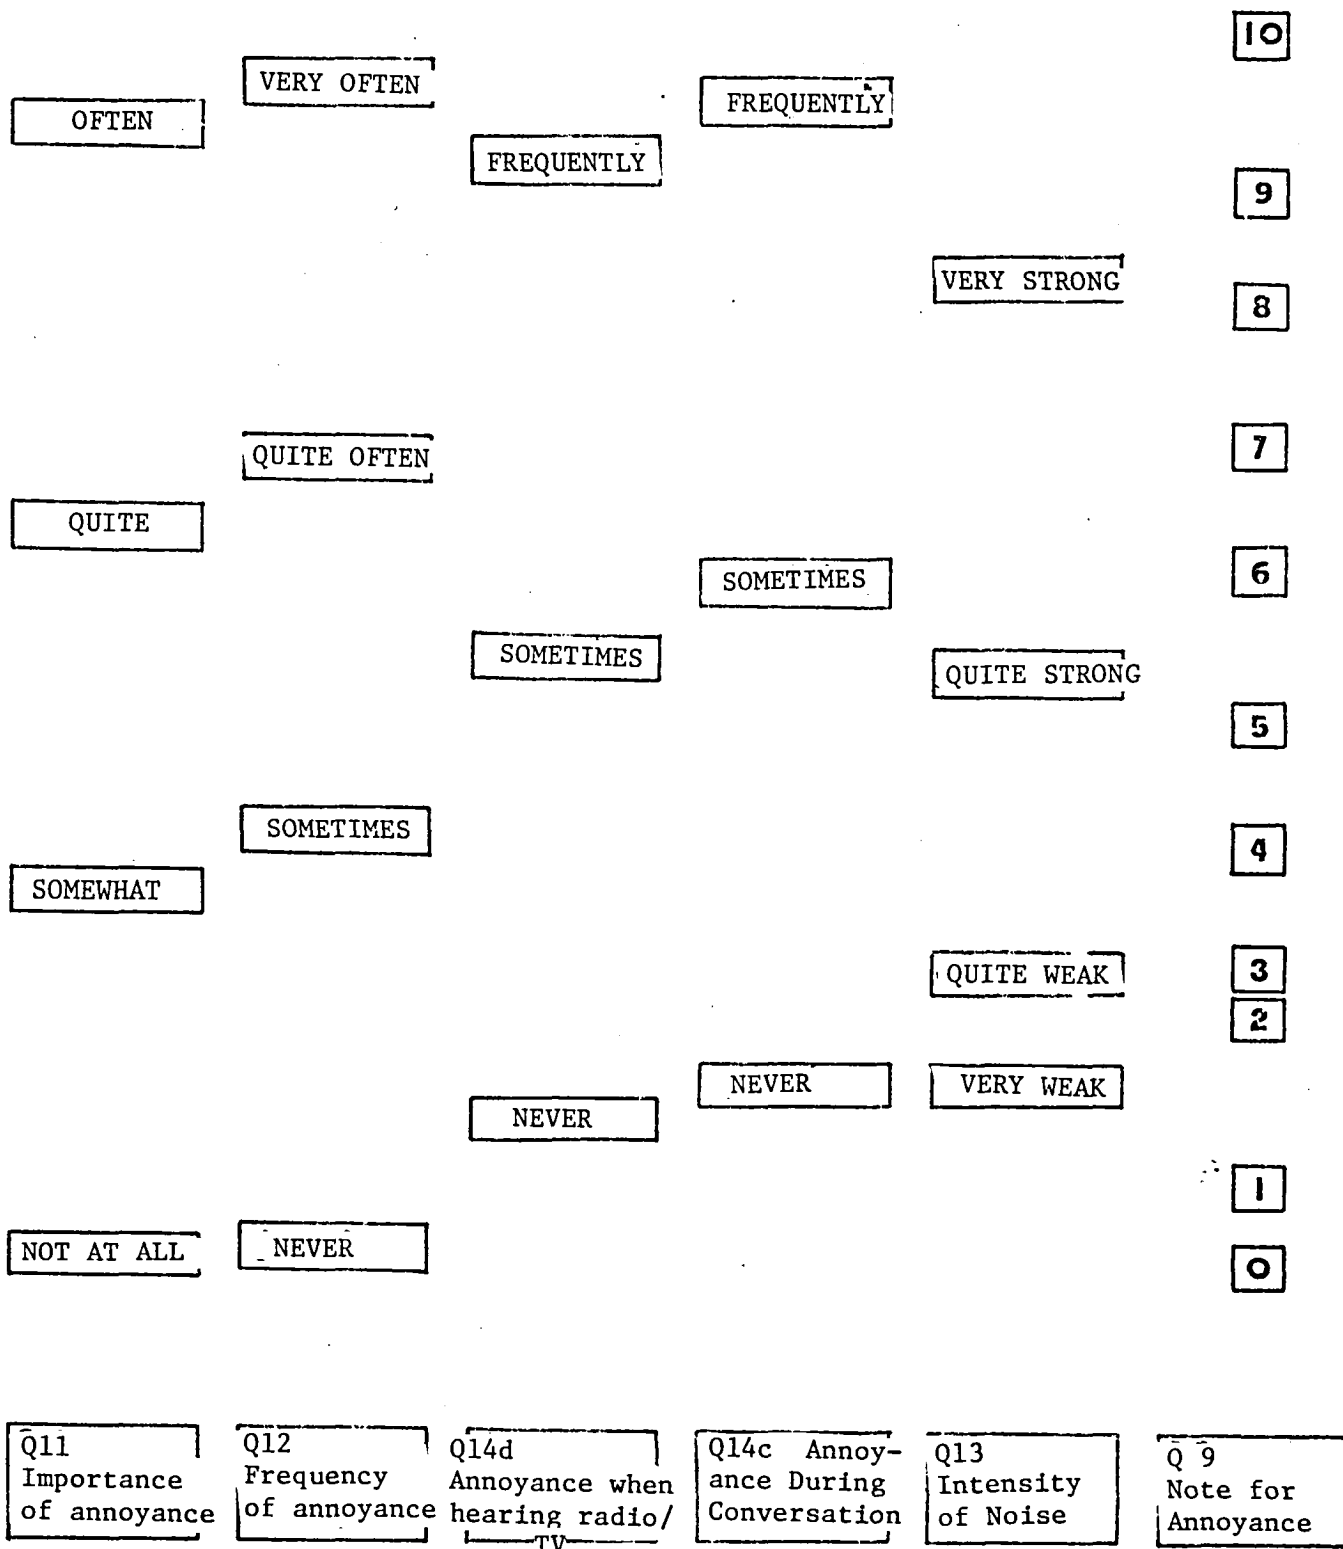 10
VERY OFTEN
FREQUENTLY
OFTEN
FREQUENTLY
9
VERY STRONG
8
7
QUITE OFTEN
QUITE
6
SOMETIMES
SOMETIMES
QUITE STRONG
5
SOMETIMES
4
SOMEWHAT
QUITE WEAK
3
2
NEVER
VERY WEAK
NEVER
1
NOT AT ALL
NEVER
0
Q11
Importance
of annoyance
Q12
Frequency
of annoyance
Q14d
Annoyance when
hearing radio/
TV
Q14c Annoy-
ance During
Conversation
Q13
Intensity
of Noise
Q 9
Note for
Annoyance